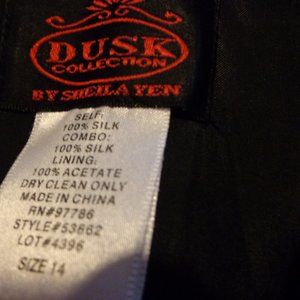 DUSK
COLLECTION
BY SHEILA YEN
SELF:
100% SILK
COMBO:
100% SILK
LINING:
100% ACETATE
DRY CLEAN ONLY
MADE IN CHINA
RN#97786
STYLE#53662
LOT#4396
SIZE 14